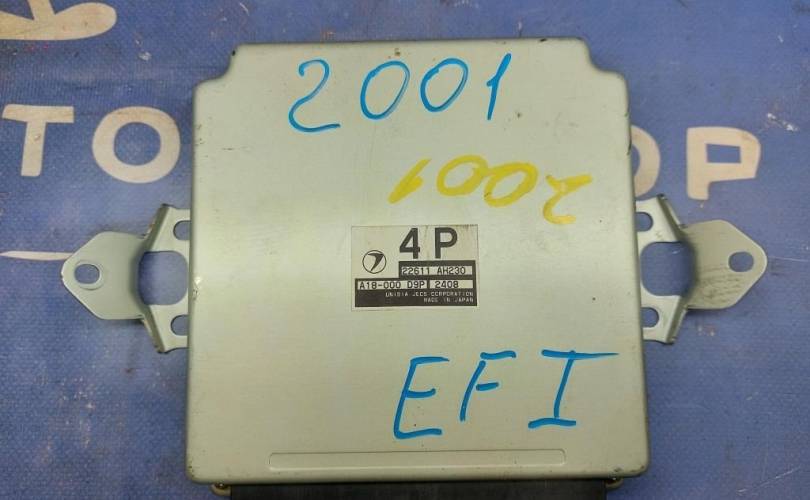 2001
2001
4P
22611 AH230
A18-000 D9P 2408
UNISIA JECS CORPORATION
MADE IN JAPAN
EFI